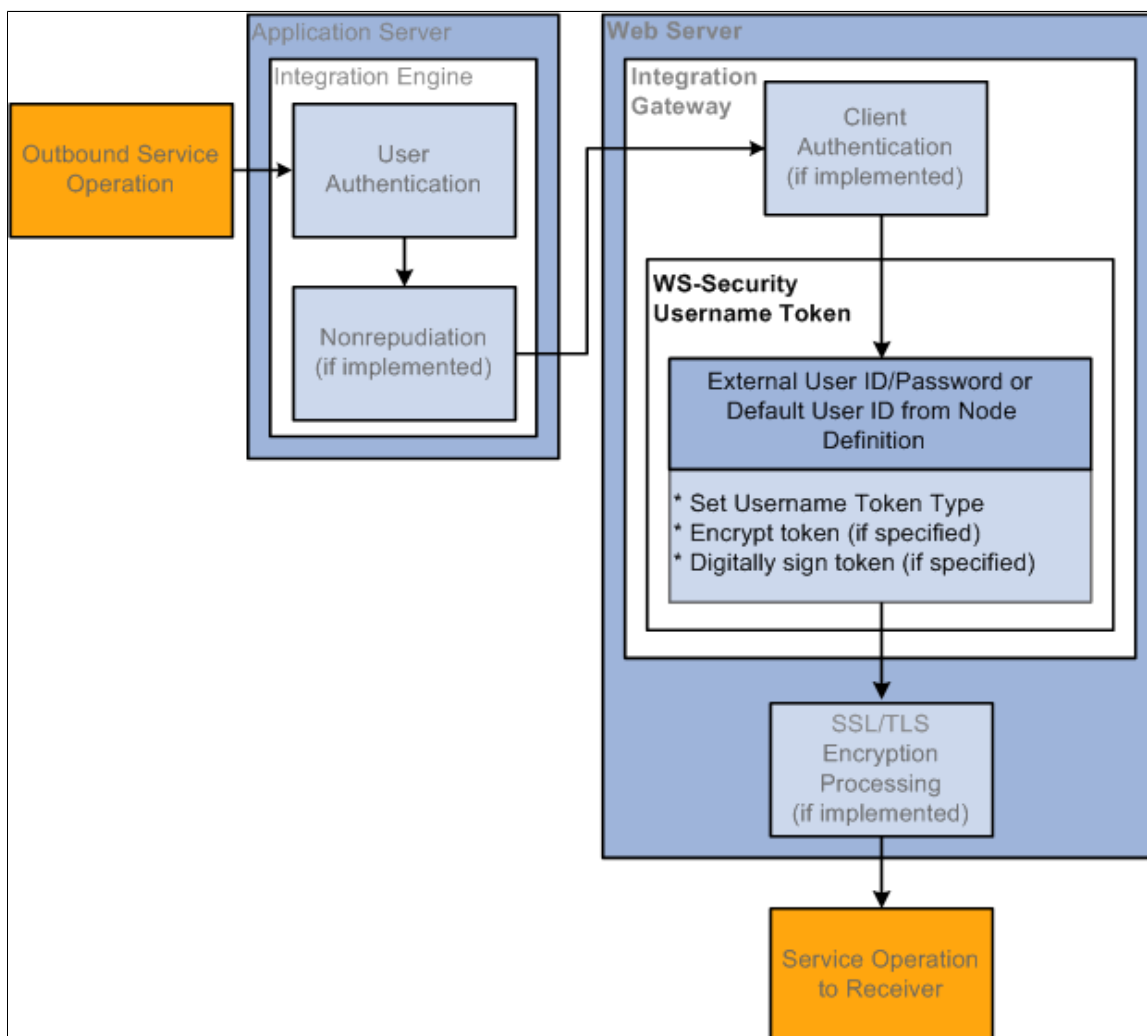 Application Server
Integration Engine
Outbound Service
Operation
User
Authentication
Nonrepudiation
(if implemented)
Web Server
Integration
Gateway
Client
Authentication
(if implemented)
WS-Security
Username Token
External User ID/Password or
Default User ID from Node
Definition
* Set Username Token Type
* Encrypt token (if specified)
* Digitally sign token (if specified)
SSL/TLS
Encryption
Processing
(if implemented)
Service Operation
to Receiver